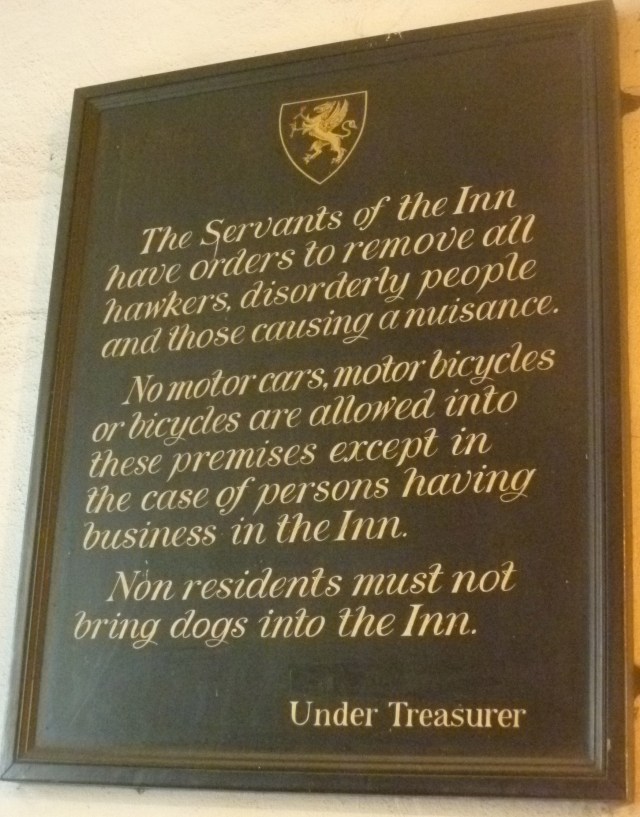 The Servants of the Inn
have orders to remove all
hawkers, disorderly people
and those causing a nuisance.
No motor cars, motor bicycles
or bicycles are allowed into
these premises except in
the case of persons having
business in the Inn.
Non residents must not
bring dogs into the Inn.
Under Treasurer